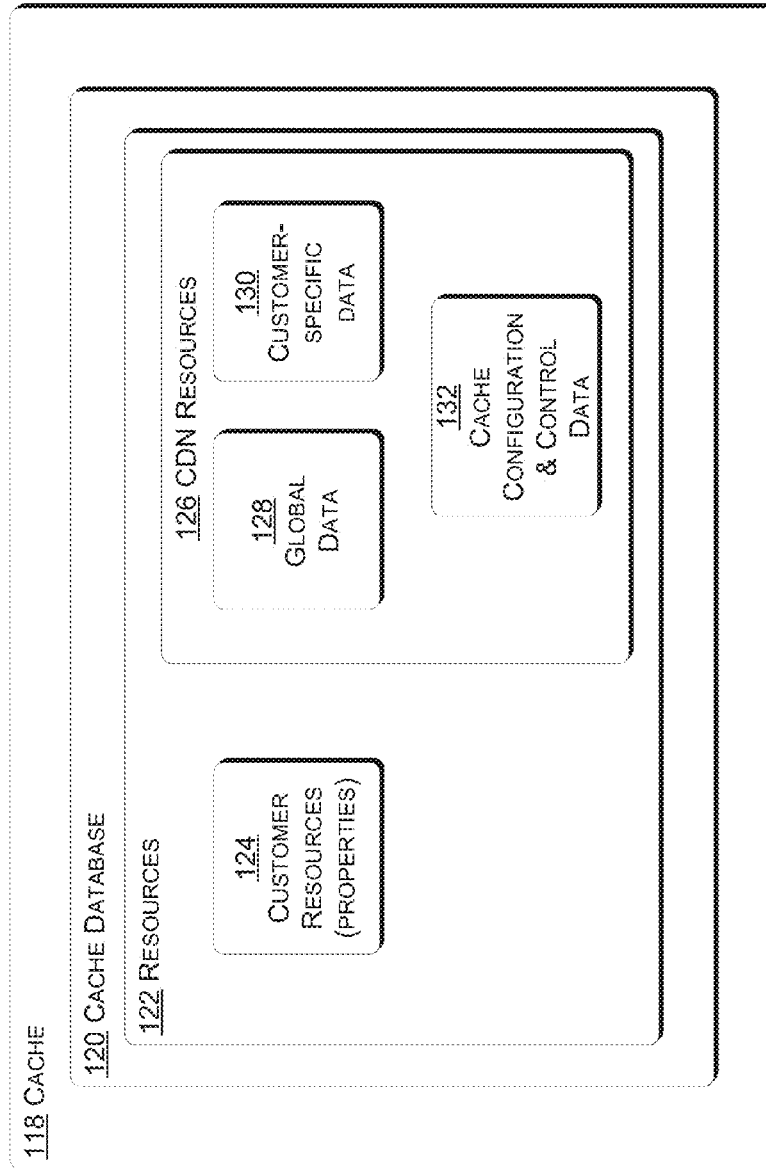 118 CACHE
120 CACHE DATABASE
122 RESOURCES
124
CUSTOMER
RESOURCES
(PROPERTIES)
126 CDN RESOURCES
128
GLOBAL
DATA
130
CUSTOMER-
SPECIFIC
DATA
132
CACHE
CONFIGURATION
& CONTROL
DATA